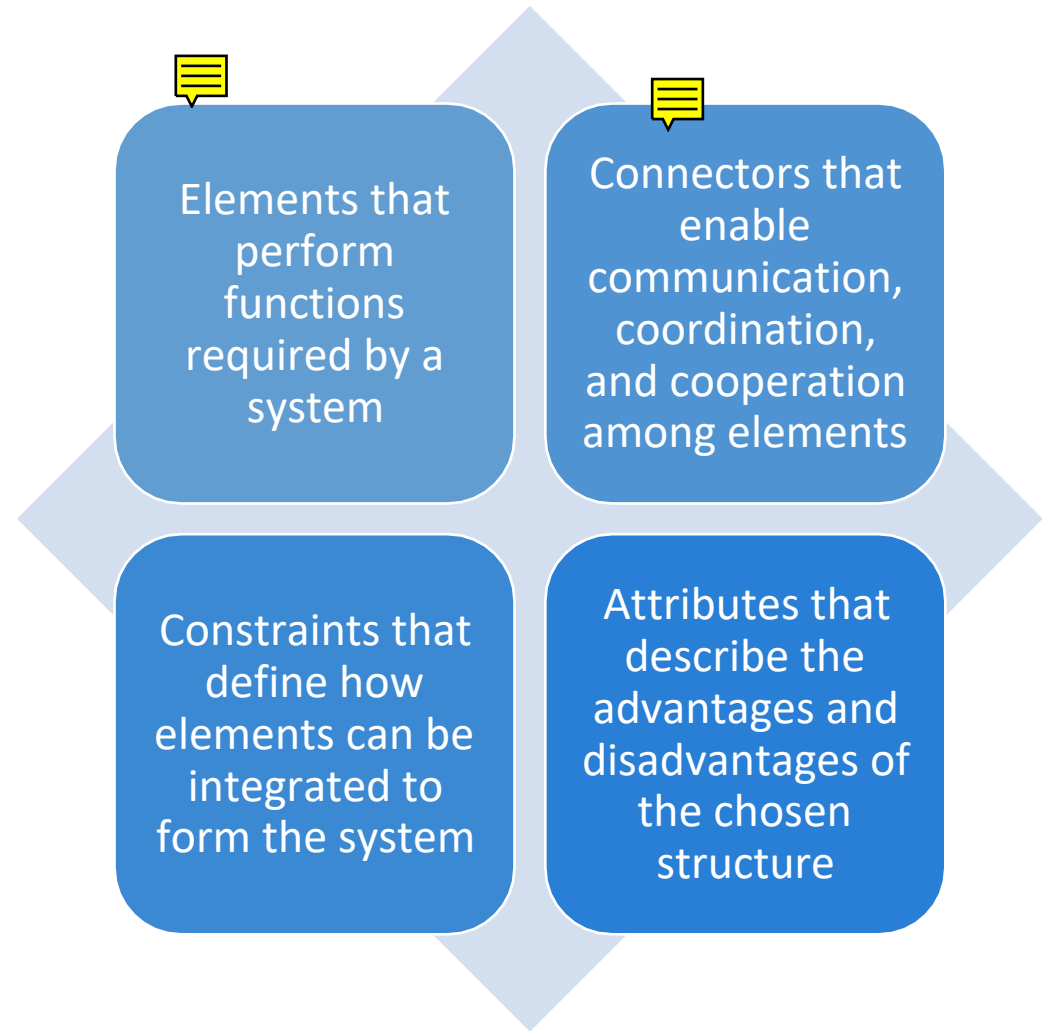 Elements that
perform
functions
required by a
system
Connectors that
enable
communication,
coordination,
and cooperation
among elements
Constraints that
define how
elements can be
integrated to
form the system
Attributes that
describe the
advantages and
disadvantages of
the chosen
structure